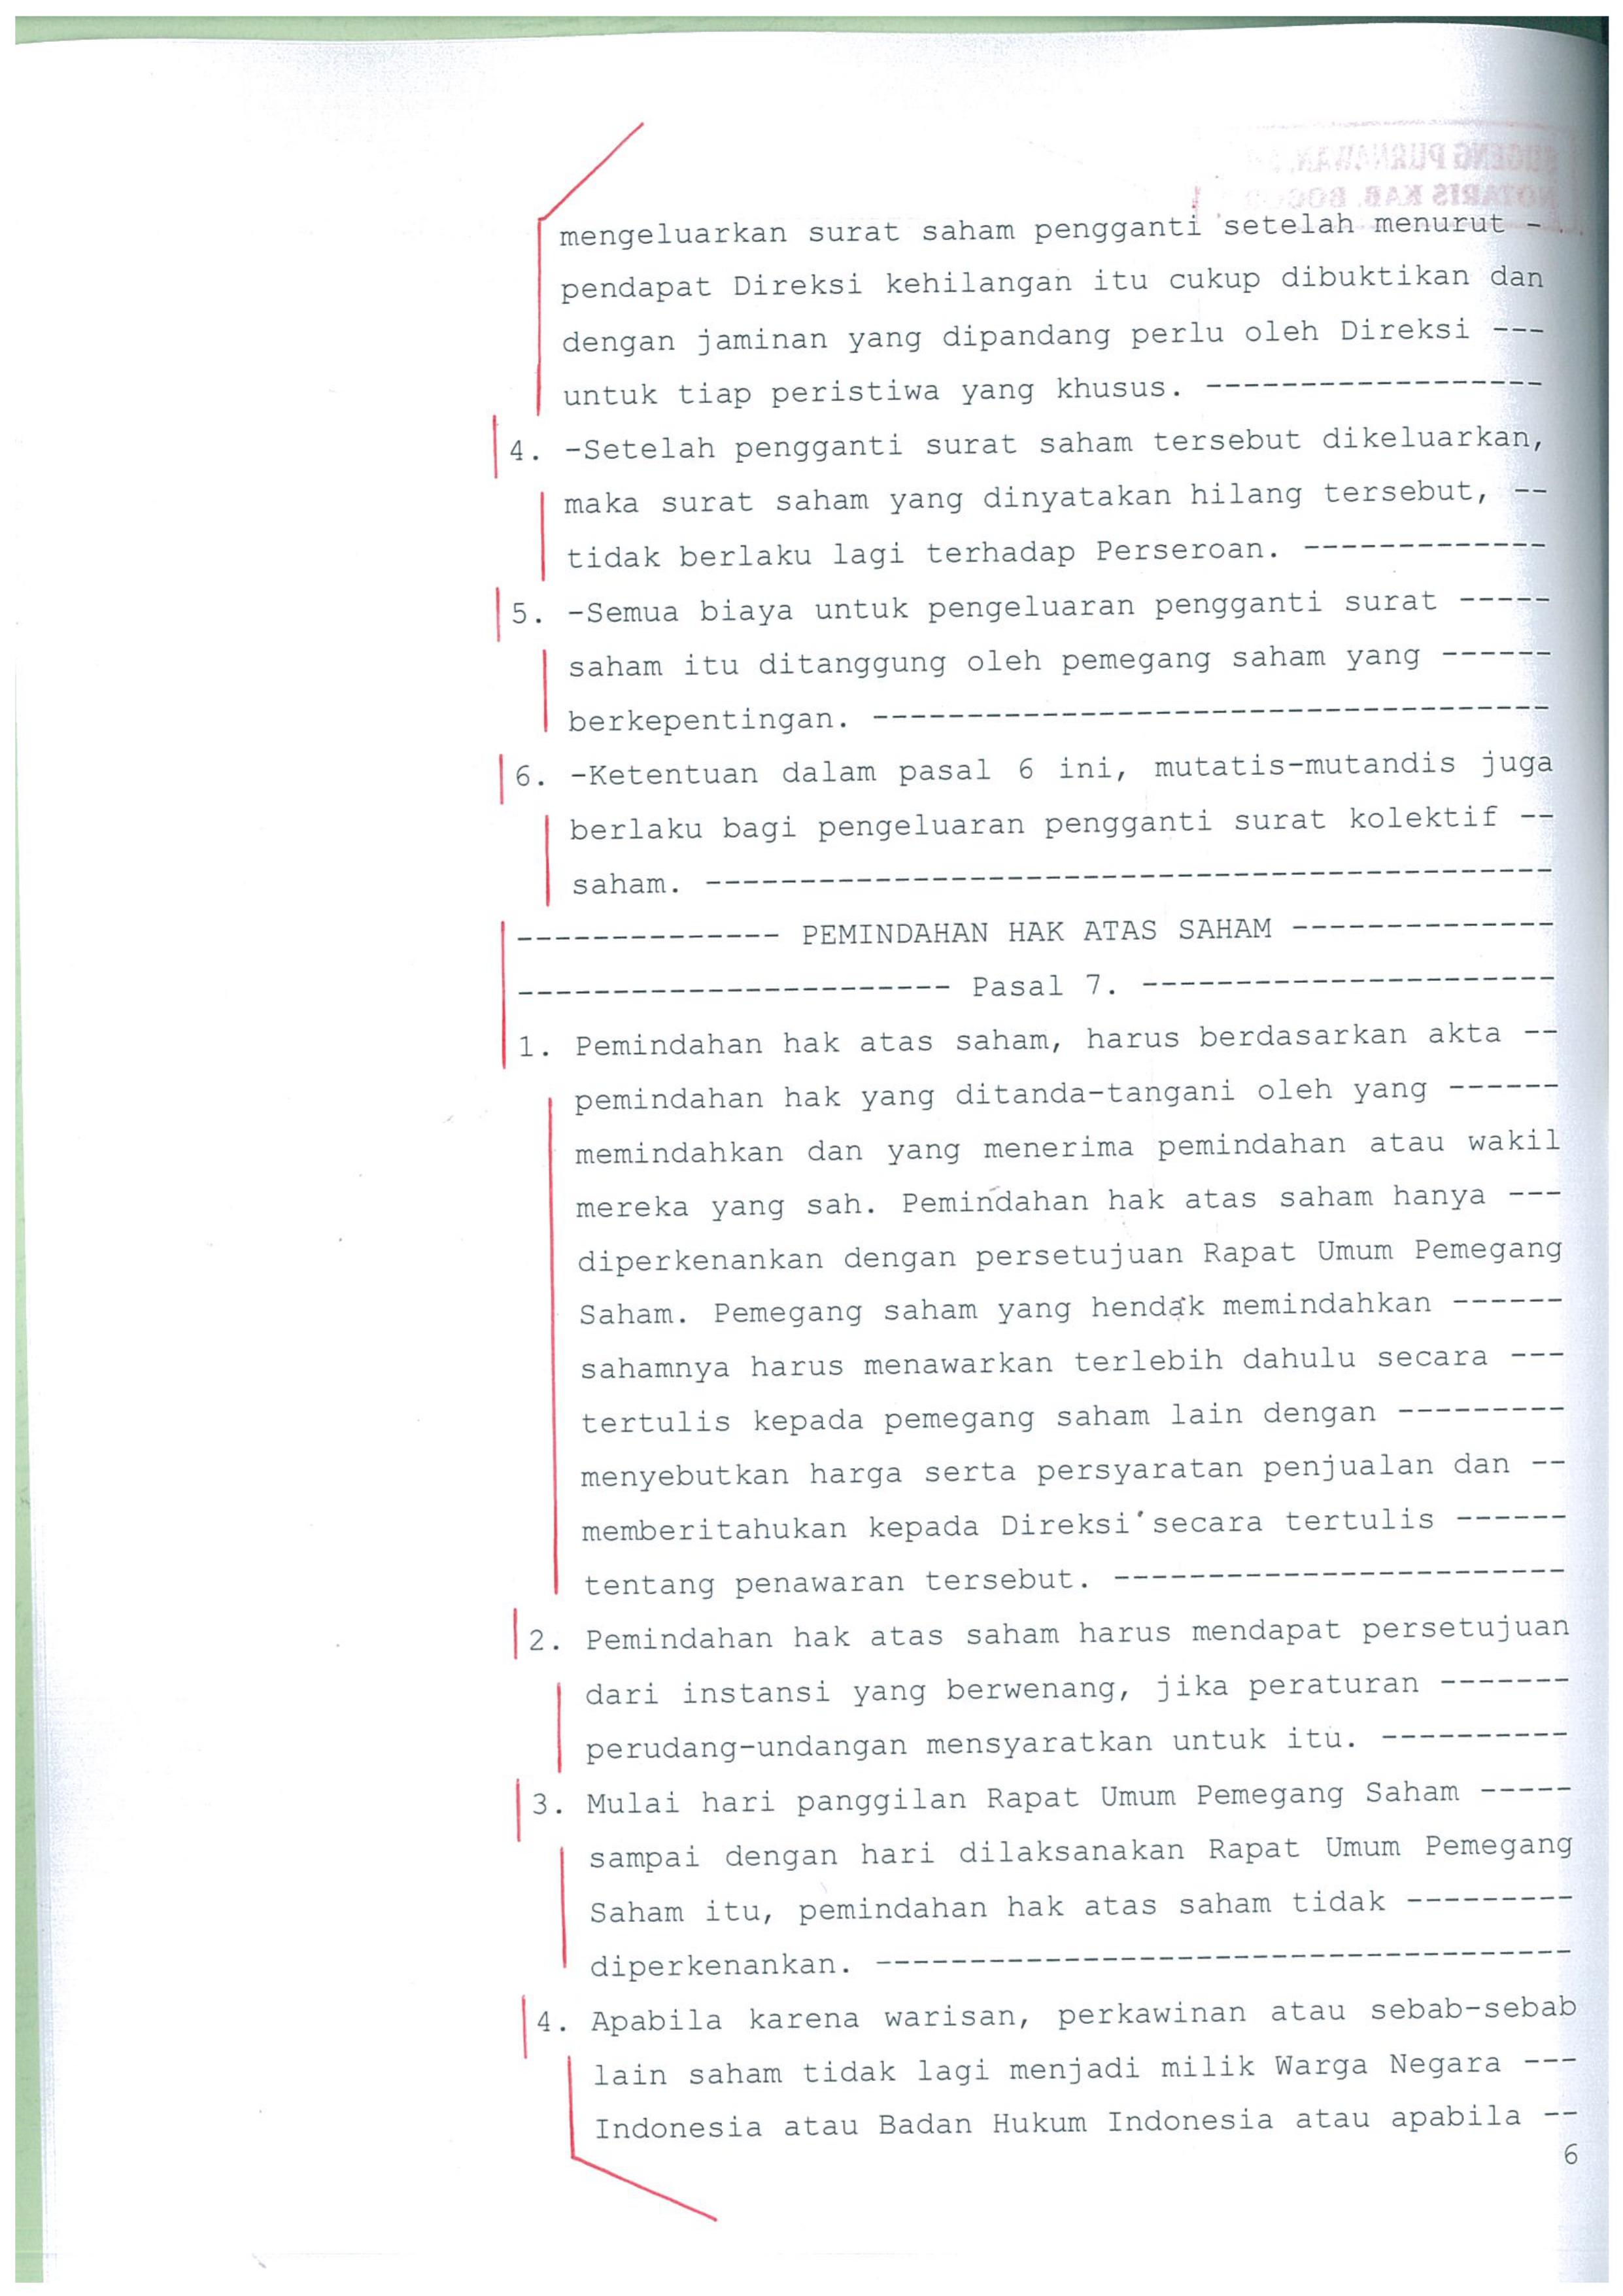 mengeluarkan surat saham pengganti setelah menurut -
pendapat Direksi kehilangan itu cukup dibuktikan dan
dengan jaminan yang dipandang perlu oleh Direksi ---
untuk tiap peristiwa yang khusus. ------------------
4. -Setelah pengganti surat saham tersebut dikeluarkan,
maka surat saham yang dinyatakan hilang tersebut, --
tidak berlaku lagi terhadap Perseroan. -------------
5. -Semua biaya untuk pengeluaran pengganti surat -----
saham itu ditanggung oleh pemegang saham yang ------
berkepentingan. ------------------------------------
6. -Ketentuan dalam pasal 6 ini, mutatis-mutandis juga
berlaku bagi pengeluaran pengganti surat kolektif --
saham. ---------------------------------------------
-------------- PEMINDAHAN HAK ATAS SAHAM --------------
----------------------- Pasal 7. ----------------------
1. Pemindahan hak atas saham, harus berdasarkan akta --
pemindahan hak yang ditanda-tangani oleh yang ------
memindahkan dan yang menerima pemindahan atau wakil
mereka yang sah. Pemindahan hak atas saham hanya ---
diperkenankan dengan persetujuan Rapat Umum Pemegang
Saham. Pemegang saham yang hendak memindahkan ------
sahamnya harus menawarkan terlebih dahulu secara ---
tertulis kepada pemegang saham lain dengan ---------
menyebutkan harga serta persyaratan penjualan dan --
memberitahukan kepada Direksi secara tertulis ------
tentang penawaran tersebut. ------------------------
2. Pemindahan hak atas saham harus mendapat persetujuan
dari instansi yang berwenang, jika peraturan -------
perudang-undangan mensyaratkan untuk itu. ----------
3. Mulai hari panggilan Rapat Umum Pemegang Saham -----
sampai dengan hari dilaksanakan Rapat Umum Pemegang
Saham itu, pemindahan hak atas saham tidak ---------
diperkenankan. -------------------------------------
4. Apabila karena warisan, perkawinan atau sebab-sebab
lain saham tidak lagi menjadi milik Warga Negara ---
Indonesia atau Badan Hukum Indonesia atau apabila --
6